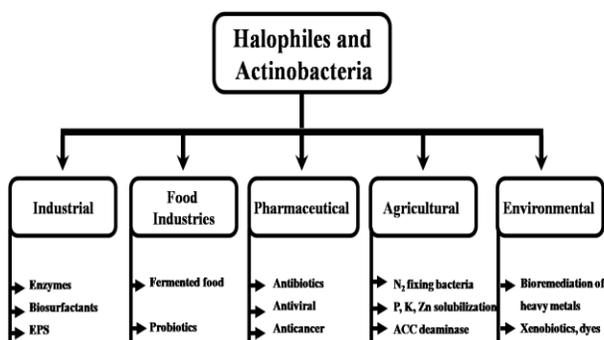 Halophiles and
Actinobacteria
Industrial
Food
Industries
Pharmaceutical
Agricultural
Environmental
Enzymes
Biosurfactants
EPS
Fermented food
Probiotics
Antibiotics
Antiviral
Anticancer
N₂ fixing bacteria
P, K, Zn solubilization
ACC deaminase
Bioremediation of
heavy metals
Xenobiotics, dyes